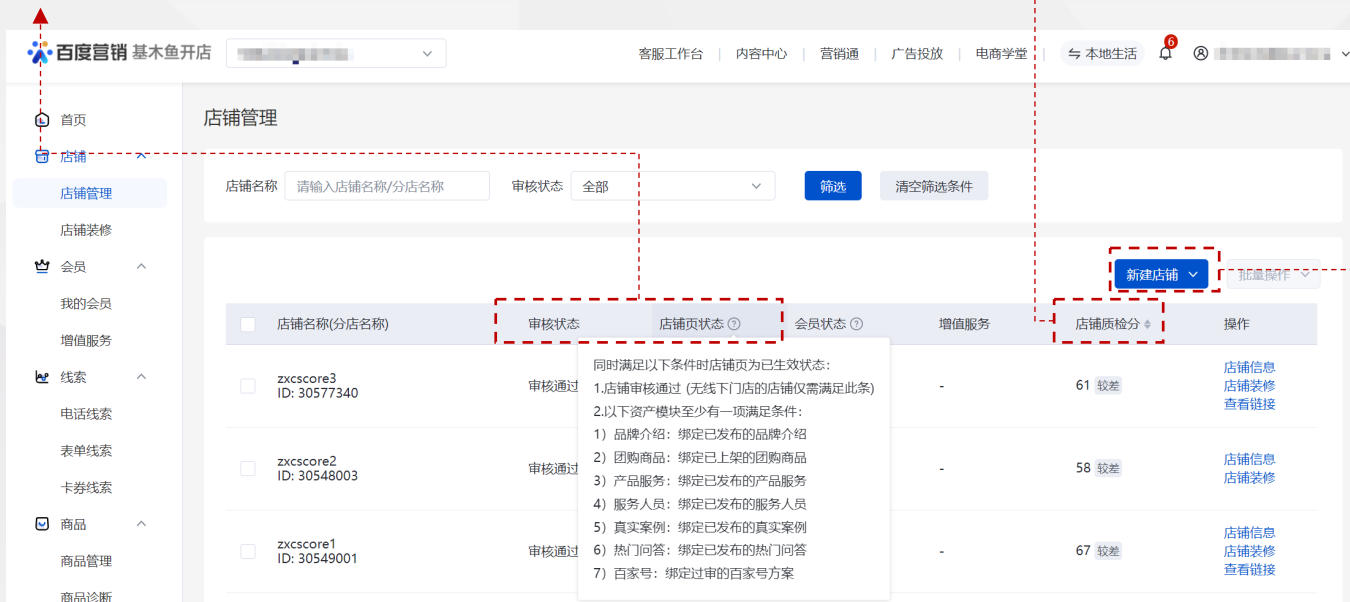 百度营销 基木鱼开店
客服工作台 | 内容中心 | 营销通 | 广告投放 | 电商学堂 | 本地生活 6
首页
店铺
店铺管理
店铺装修
会员
我的会员
增值服务
线索
电话线索
表单线索
卡券线索
商品
商品管理
商品诊断
店铺管理
店铺名称 请输入店铺名称/分店名称 审核状态 全部 筛选 清空筛选条件
新建店铺 批量操作
店铺名称(分店名称) 审核状态 店铺页状态 ? 会员状态 ? 增值服务 店铺质检分 操作
zxcscore3
ID: 30577340
审核通过
-
61 较差
店铺信息
店铺装修
查看链接
zxcscore2
ID: 30548003
审核通过
-
58 较差
店铺信息
店铺装修
zxcscore1
ID: 30549001
审核通过
-
67 较差
店铺信息
店铺装修
查看链接
同时满足以下条件时店铺页为已生效状态：
1.店铺审核通过 (无线下门店的店铺仅需满足此条)
2.以下资产模块至少有一项满足条件：
1）品牌介绍：绑定已发布的品牌介绍
2）团购商品：绑定已上架的团购商品
3）产品服务：绑定已发布的产品服务
4）服务人员：绑定已发布的服务人员
5）真实案例：绑定已发布的真实案例
6）热门问答：绑定已发布的热门问答
7）百家号：绑定过审的百家号方案